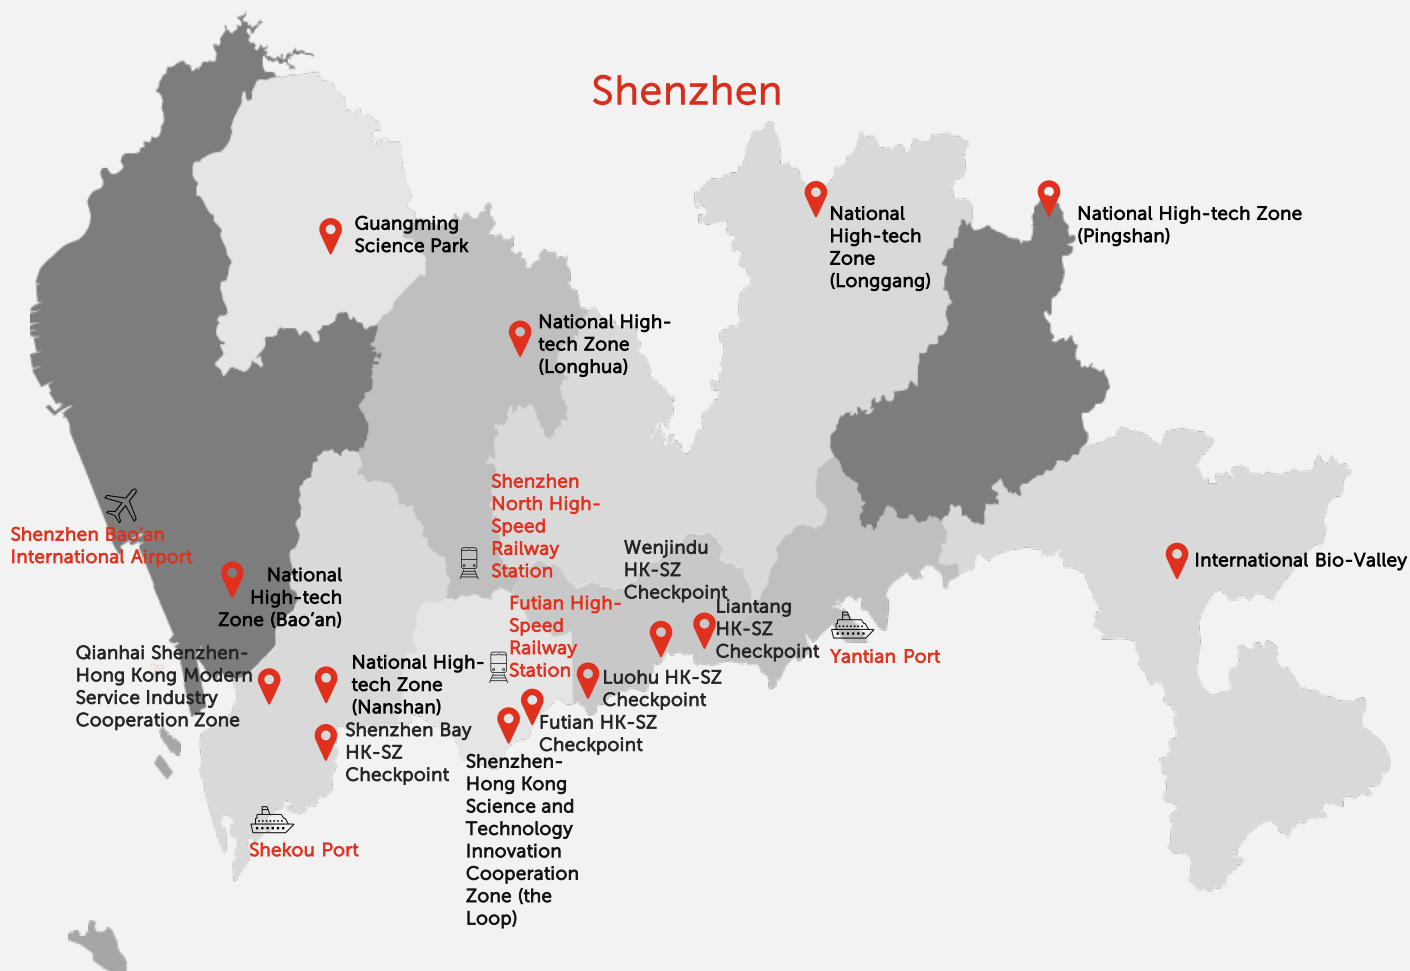 Shenzhen
Guangming
Science Park
National
High-tech
Zone
(Longgang)
National High-tech Zone
(Pingshan)
National High-
tech Zone
(Longhua)
Shenzhen
North High-
Speed
Railway
Station
Shenzhen Bao’an
International Airport
Wenjindu
HK-SZ
Checkpoint
International Bio-Valley
National
High-tech
Zone (Bao’an)
Futian High-
Speed
Railway
Station
Liantang
HK-SZ
Checkpoint
Yantian Port
Qianhai Shenzhen-
Hong Kong Modern
Service Industry
Cooperation Zone
National High-
tech Zone
(Nanshan)
Luohu HK-SZ
Checkpoint
Shenzhen Bay
HK-SZ
Checkpoint
Futian HK-SZ
Checkpoint
Shenzhen-
Hong Kong
Science and
Technology
Innovation
Cooperation
Zone (the
Loop)
Shekou Port